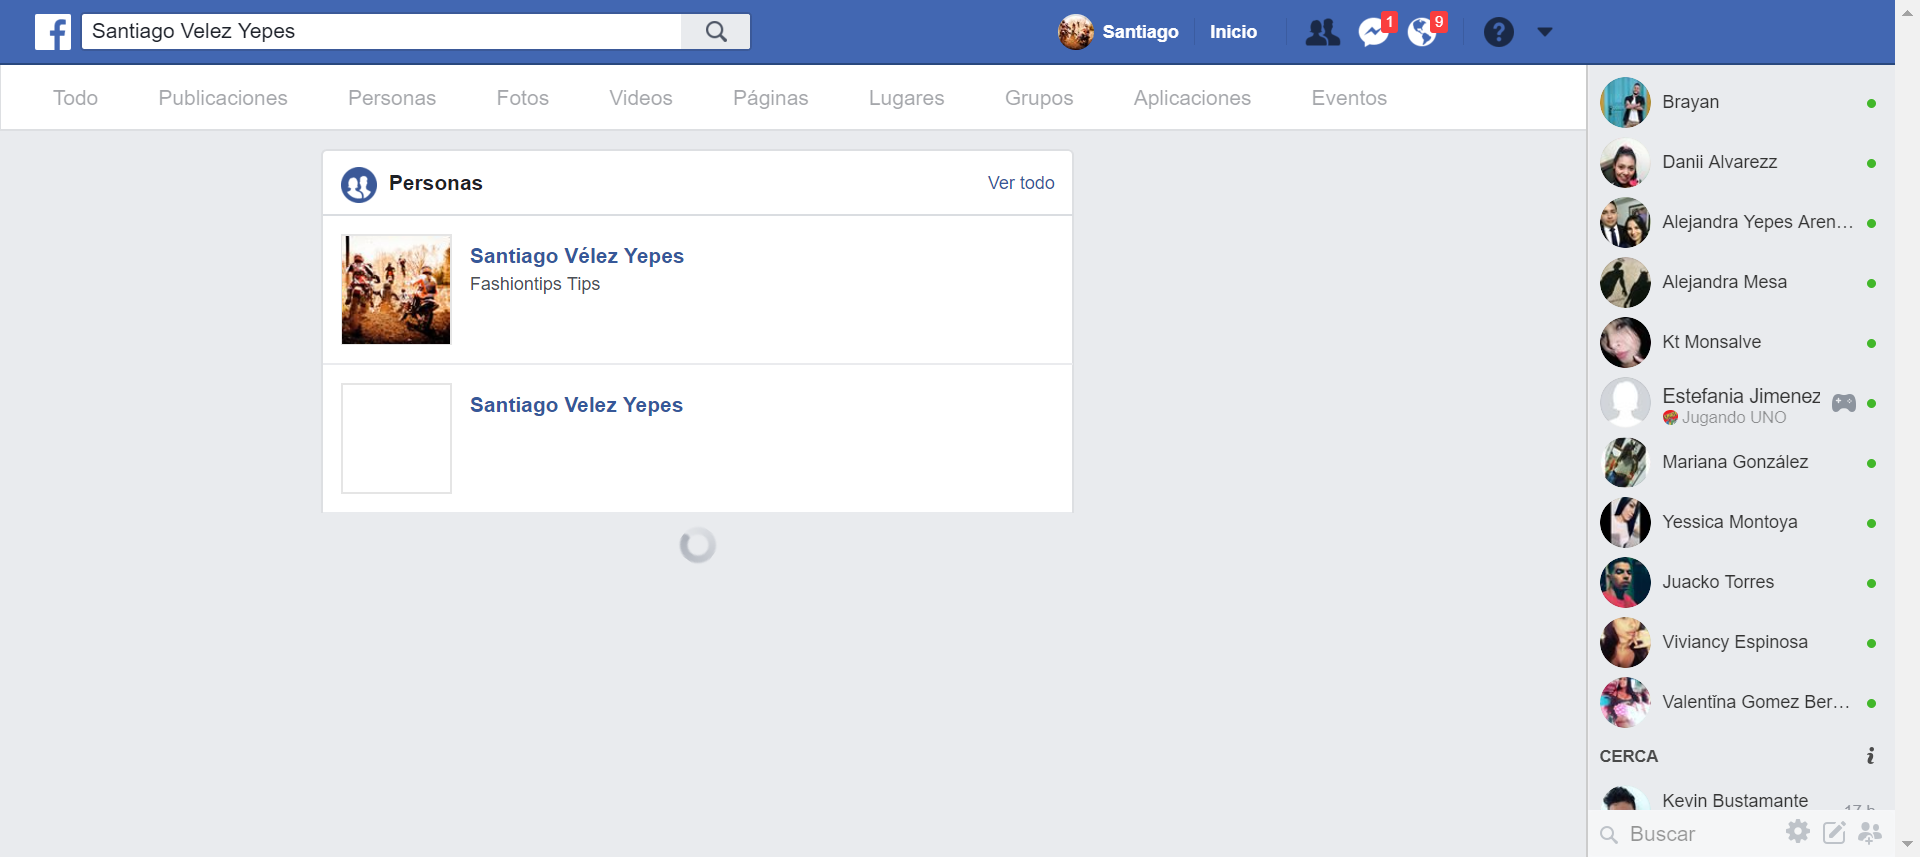 Santiago Velez Yepes
Santiago
Inicio
1
9
Todo
Publicaciones
Personas
Fotos
Videos
Páginas
Lugares
Grupos
Aplicaciones
Eventos
Personas
Ver todo
Santiago Vélez Yepes
Fashiontips Tips
Santiago Velez Yepes
Brayan
Danii Alvarezz
Alejandra Yepes Aren...
Alejandra Mesa
Kt Monsalve
Estefania Jimenez
Jugando UNO
Mariana González
Yessica Montoya
Juacko Torres
Viviancy Espinosa
Valentĭna Gomez Ber...
CERCA
Kevin Bustamante
17 h
Buscar